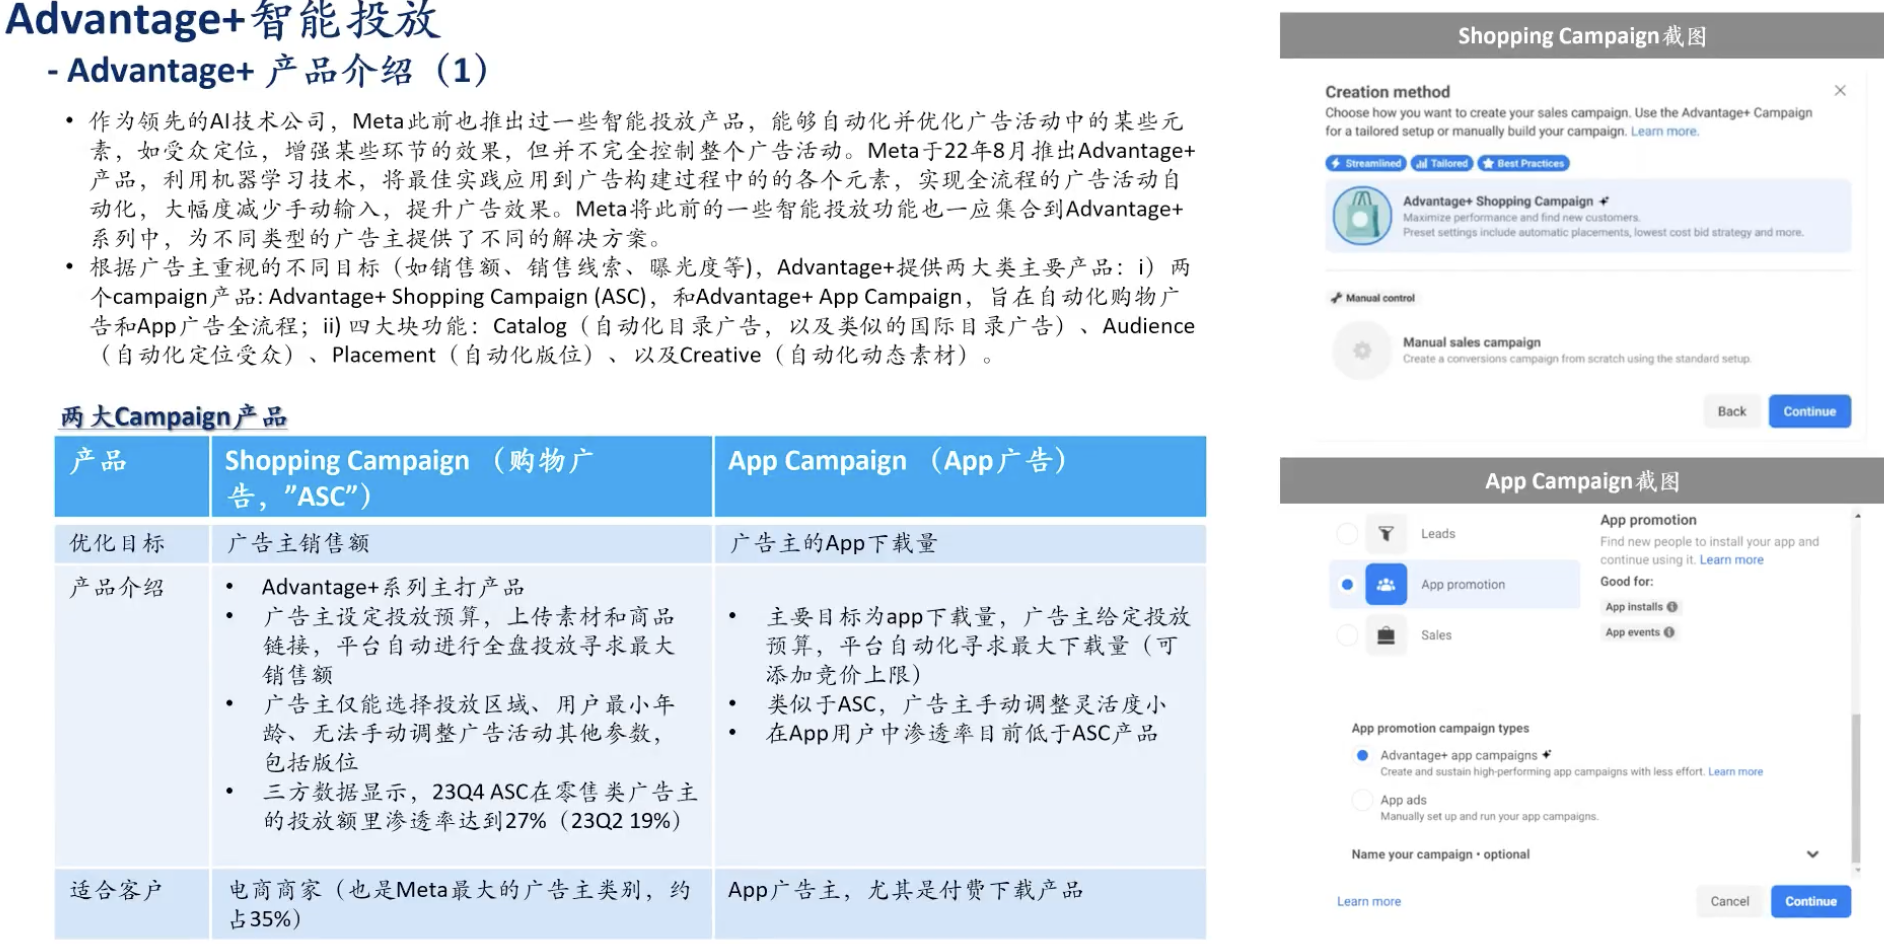 Advantage+智能投放
- Advantage+ 产品介绍（1）
• 作为领先的AI技术公司，Meta此前也推出过一些智能投放产品，能够自动化并优化广告活动中的某些元
素，如受众定位，增强某些环节的效果，但并不完全控制整个广告活动。Meta于22年8月推出Advantage+
产品，利用机器学习技术，将最佳实践应用到广告构建过程中的的各个元素，实现全流程的广告活动自
动化，大幅度减少手动输入，提升广告效果。Meta将此前的一些智能投放功能也一应集合到Advantage+
系列中，为不同类型的广告主提供了不同的解决方案。
• 根据广告主重视的不同目标（如销售额、销售线索、曝光度等），Advantage+提供两大类主要产品：i）两
个campaign产品: Advantage+ Shopping Campaign (ASC)，和Advantage+ App Campaign，旨在自动化购物广
告和App广告全流程；ii) 四大块功能：Catalog（自动化目录广告，以及类似的国际目录广告）、Audience
（自动化定位受众）、Placement（自动化版位）、以及Creative（自动化动态素材）。
两大Campaign产品
产品
Shopping Campaign （购物广
告，”ASC”）
App Campaign （App广告）
优化目标
广告主销售额
广告主的App下载量
产品介绍
• Advantage+系列主打产品
• 广告主设定投放预算，上传素材和商品
链接，平台自动进行全盘投放寻求最大
销售额
• 广告主仅能选择投放区域、用户最小年
龄、无法手动调整广告活动其他参数，
包括版位
• 三方数据显示，23Q4 ASC在零售类广告主
的投放额里渗透率达到27%（23Q2 19%）
• 主要目标为app下载量，广告主给定投放
预算，平台自动化寻求最大下载量（可
添加竞价上限）
• 类似于ASC，广告主手动调整灵活度小
• 在App用户中渗透率目前低于ASC产品
适合客户
电商商家（也是Meta最大的广告主类别，约
占35%）
App广告主，尤其是付费下载产品
Shopping Campaign截图
Creation method
Choose how you want to create your sales campaign. Use the Advantage+ Campaign
for a tailored setup or manually build your campaign. Learn more.
Streamlined
Tailored
Best Practices
Advantage+ Shopping Campaign
Maximize performance and find new customers.
Preset settings include automatic placements, lowest cost bid strategy and more.
Manual control
Manual sales campaign
Create a conversions campaign from scratch using the standard setup.
Back
Continue
App Campaign截图
Leads
App promotion
Sales
App promotion
Find new people to install your app and
continue using it. Learn more
Good for:
App installs
App events
App promotion campaign types
Advantage+ app campaigns
Create and sustain high-performing app campaigns with less effort. Learn more
App ads
Manually set up and run your app campaigns.
Name your campaign • optional
Learn more
Cancel
Continue